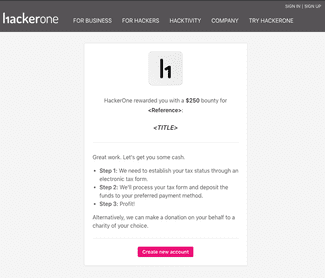 SIGN IN | SIGN UP
hackerone
FOR BUSINESS
FOR HACKERS
HACKTIVITY
COMPANY
TRY HACKERONE
h1
HackerOne rewarded you with a $250 bounty for
<Reference>:
<TITLE>
Great work. Let's get you some cash.
• Step 1: We need to establish your tax status through an
electronic tax form.
• Step 2: We'll process your tax form and deposit the
funds to your preferred payment method.
• Step 3: Profit!
Alternatively, we can make a donation on your behalf to a
charity of your choice.
Create new account